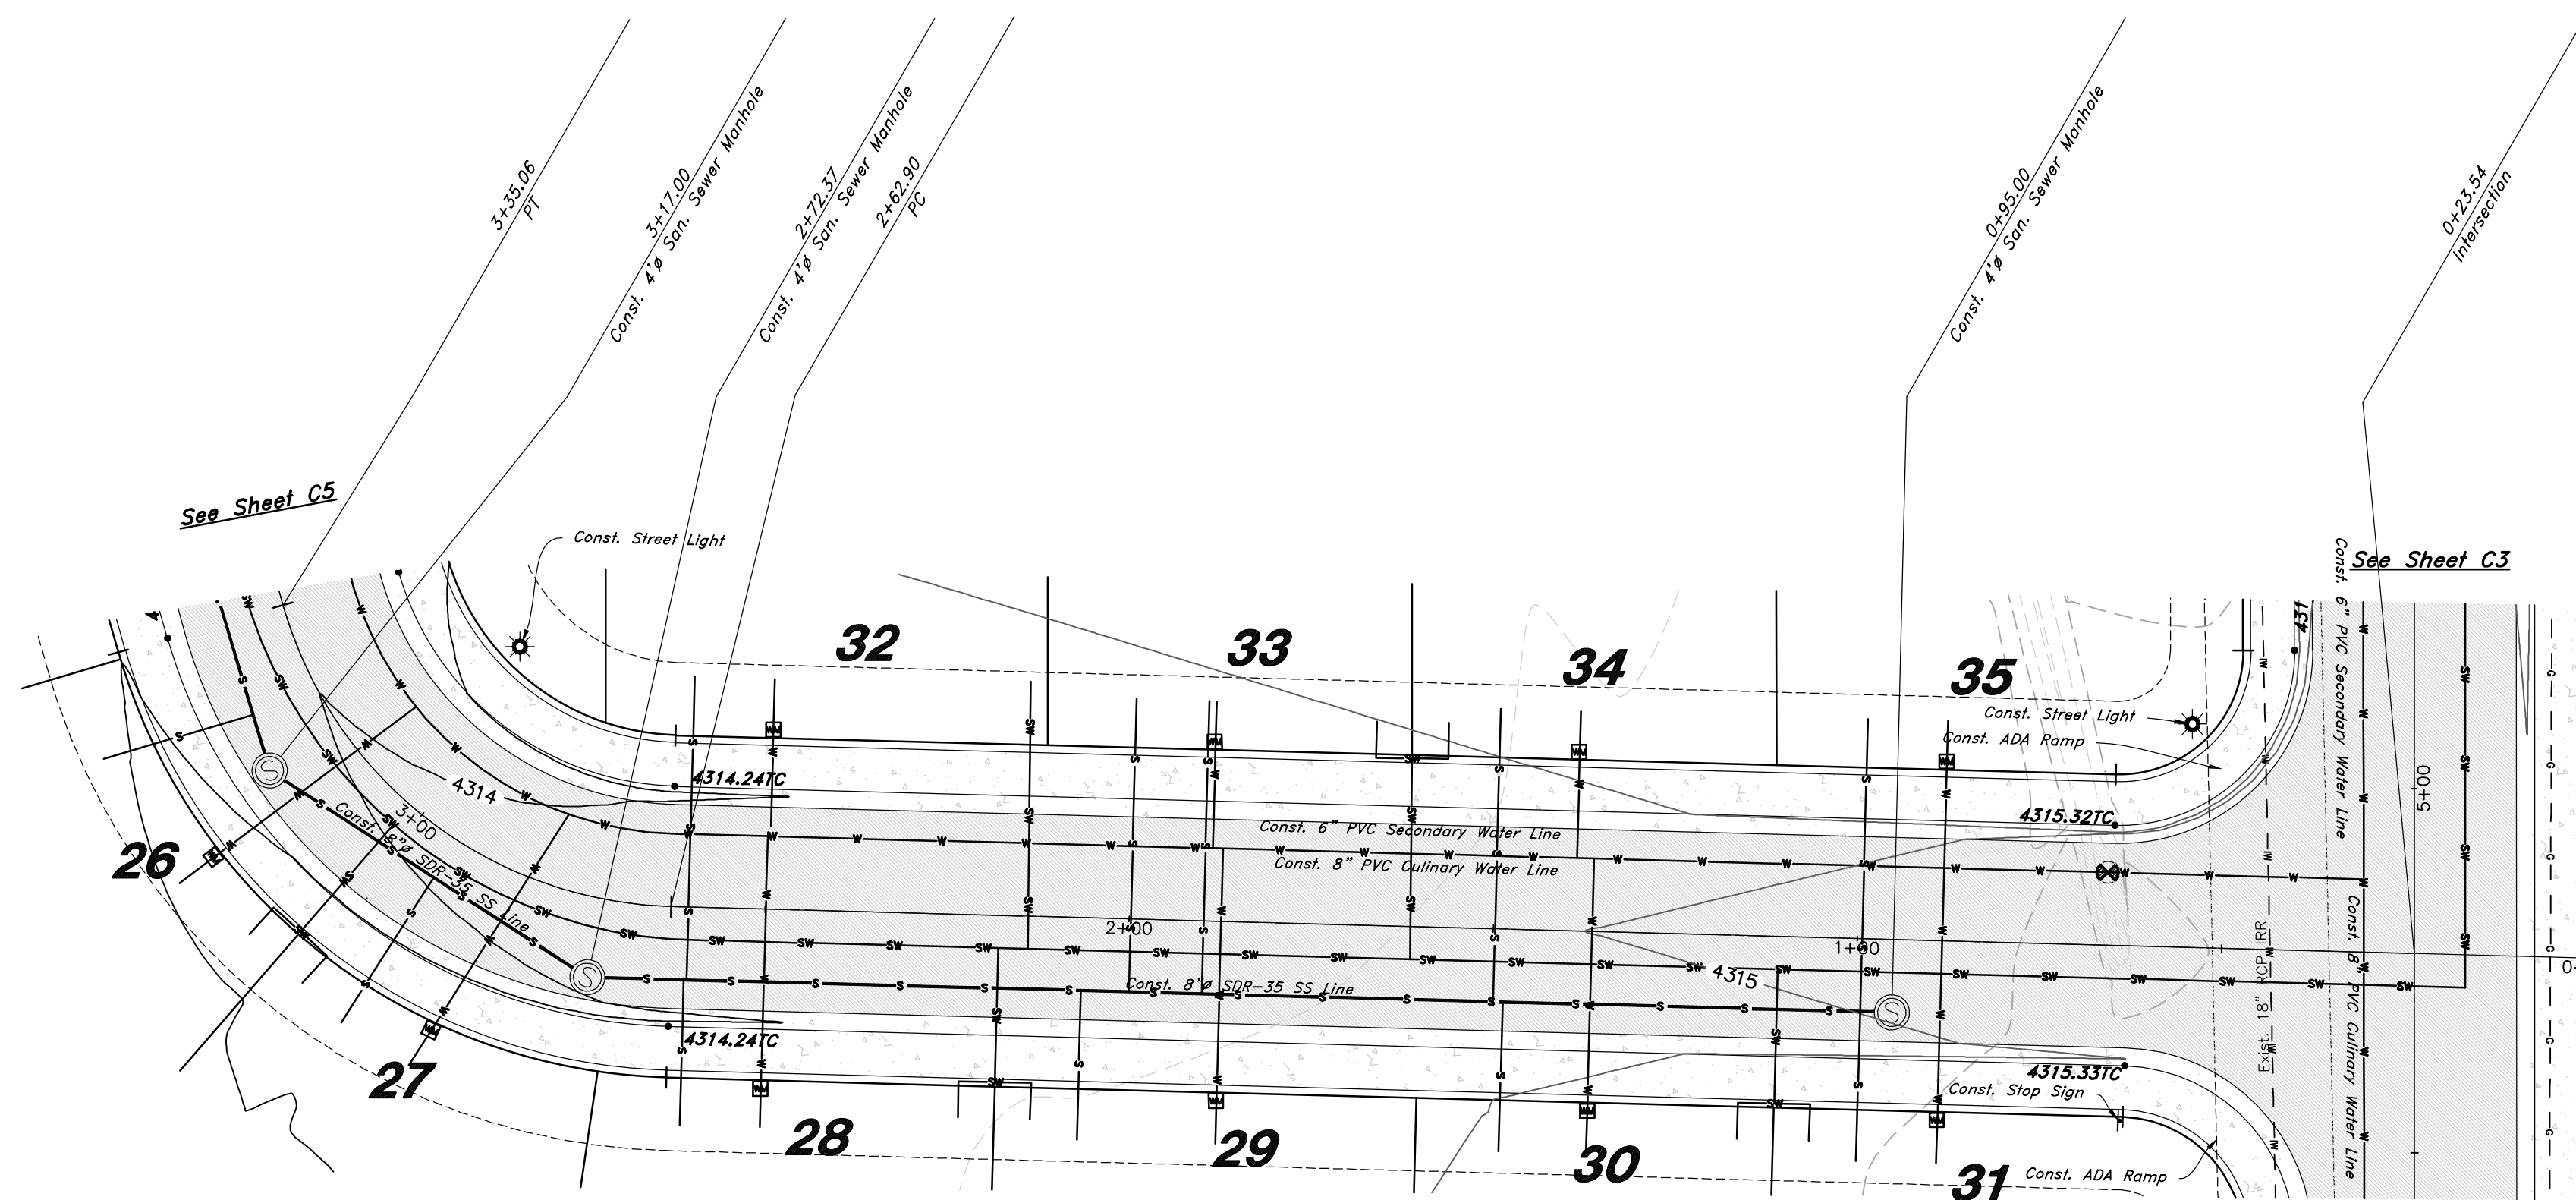 3+35.06
PT
3+17.00
Const. 4'ø San. Sewer Manhole
2+72.37
Const. 4'ø San. Sewer Manhole
2+62.90
PC
0+95.00
Const. 4'ø San. Sewer Manhole
0+23.54
Intersection
See Sheet C5
Const. Street Light
See Sheet C3
32
33
34
35
Const. Street Light
Const. ADA Ramp
4314.24TC
4314
4315.32TC
3+00
Const. 8"ø SDR-35 SS Line
Const. 6" PVC Secondary Water Line
Const. 8" PVC Culinary Water Line
2+00
1+00
4315
Const. 8"ø SDR-35 SS Line
4314.24TC
4315.33TC
Const. Stop Sign
Const. ADA Ramp
26
27
28
29
30
31
Exist. 18" RCP IRR
Const. 6" PVC Secondary Water Line
Const. 8" PVC Culinary Water Line
5+00